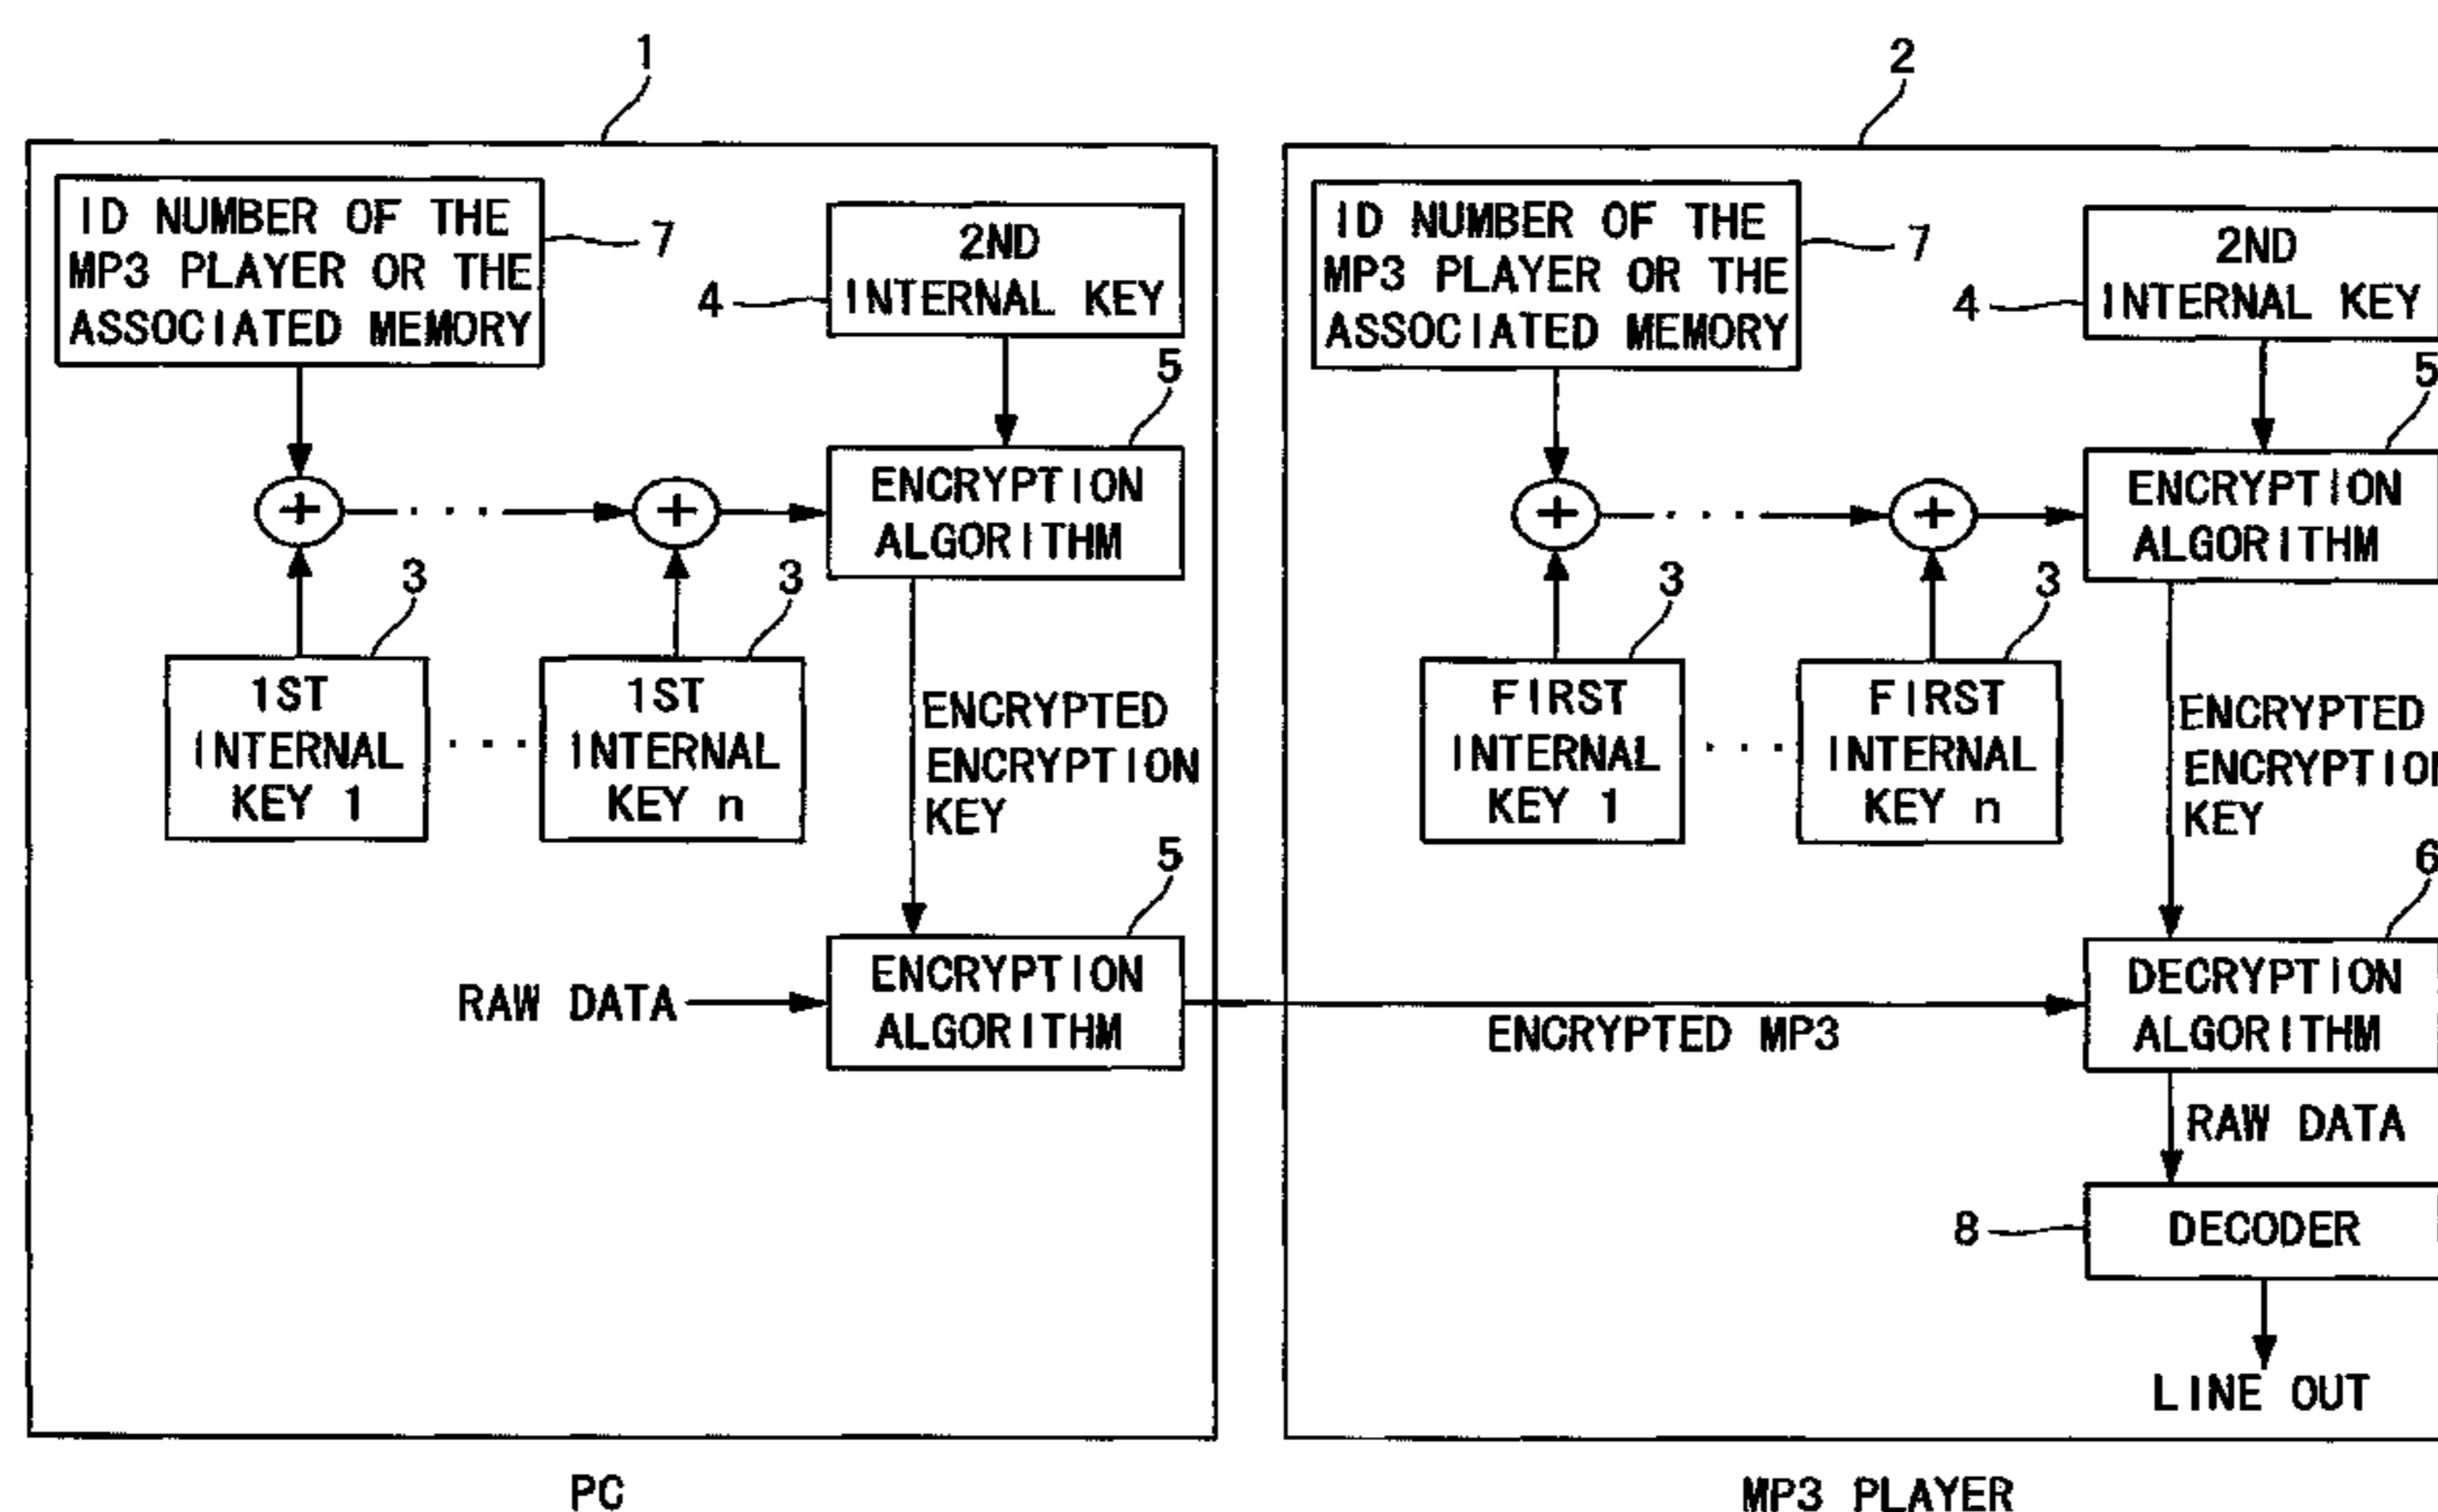 1
ID NUMBER OF THE
MP3 PLAYER OR THE
ASSOCIATED MEMORY
7
2ND
INTERNAL KEY
4
5
+
+
ENCRYPTION
ALGORITHM
3
3
1ST
INTERNAL
KEY 1
. . .
1ST
INTERNAL
KEY n
ENCRYPTED
ENCRYPTION
KEY
5
RAW DATA
ENCRYPTION
ALGORITHM
PC
2
ID NUMBER OF THE
MP3 PLAYER OR THE
ASSOCIATED MEMORY
7
2ND
INTERNAL KEY
4
5
+
+
ENCRYPTION
ALGORITHM
3
3
FIRST
INTERNAL
KEY 1
. . .
FIRST
INTERNAL
KEY n
ENCRYPTED
ENCRYPTION
KEY
6
ENCRYPTED MP3
DECRYPTION
ALGORITHM
RAW DATA
8
DECODER
LINE OUT
MP3 PLAYER